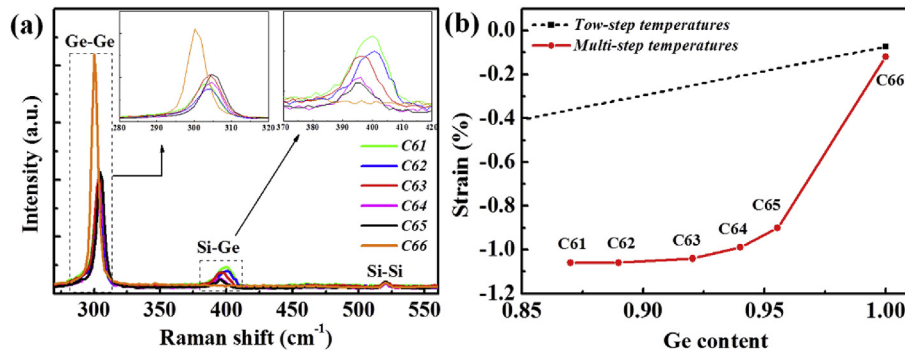 (a)
Ge-Ge
280 290 300 310 320
370 380 390 400 410 420
C61
C62
C63
C64
C65
C66
Si-Ge
Si-Si
Intensity (a.u.)
300 350 400 450 500 550
Raman shift (cm-1)
(b)
Tow-step temperatures
Multi-step temperatures
0.0
-0.2
-0.4
-0.6
-0.8
-1.0
-1.2
Strain (%)
C66
C65
C64
C63
C62
C61
0.85 0.90 0.95 1.00
Ge content